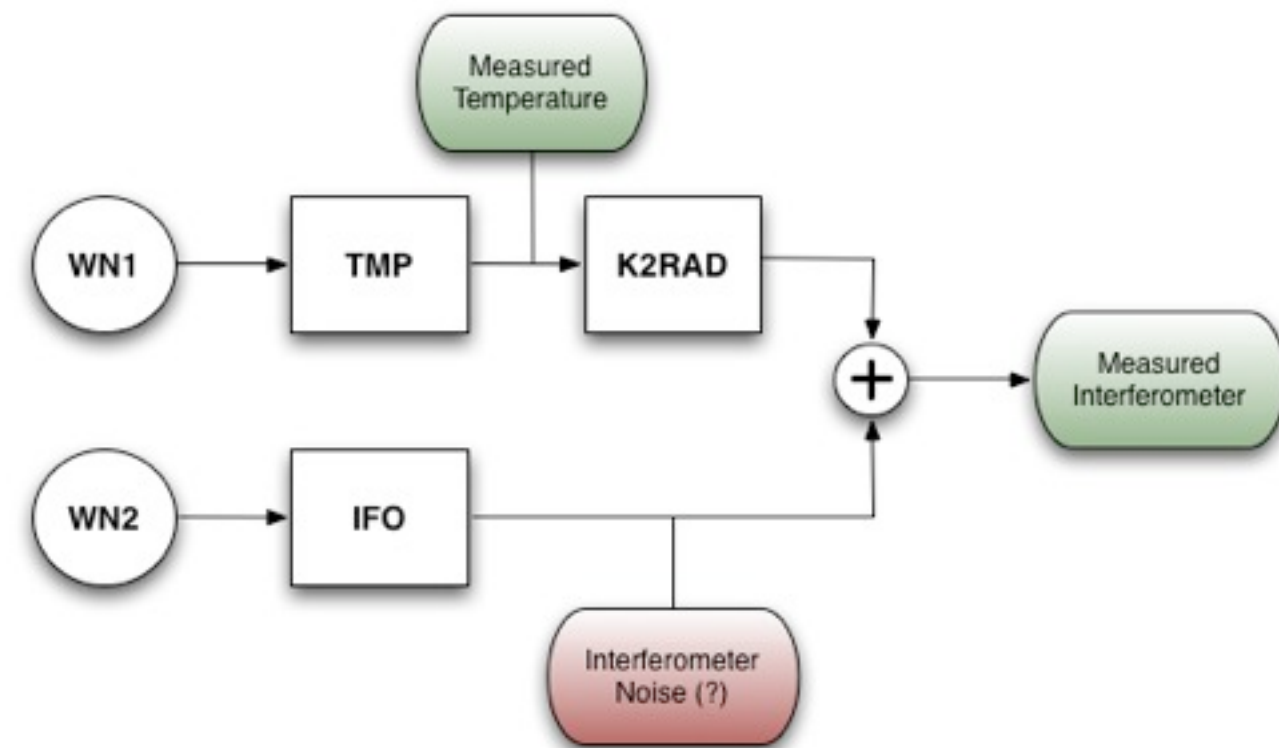 Measured
Temperature
WN1
TMP
K2RAD
+
Measured
Interferometer
WN2
IFO
Interferometer
Noise (?)